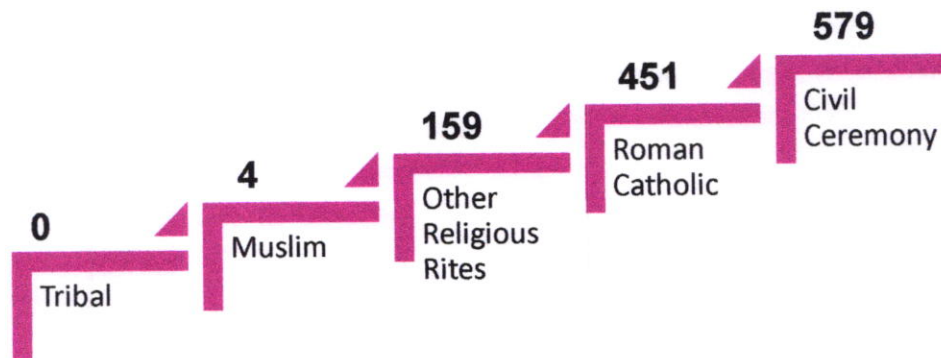 0
Tribal
4
Muslim
159
Other
Religious
Rites
451
Roman
Catholic
579
Civil
Ceremony